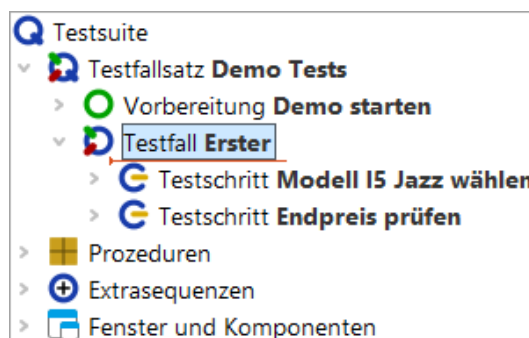 Testsuite
Testfallsatz Demo Tests
Vorbereitung Demo starten
Testfall Erster
Testschritt Modell I5 Jazz wählen
Testschritt Endpreis prüfen
Prozeduren
Extrasequenzen
Fenster und Komponenten